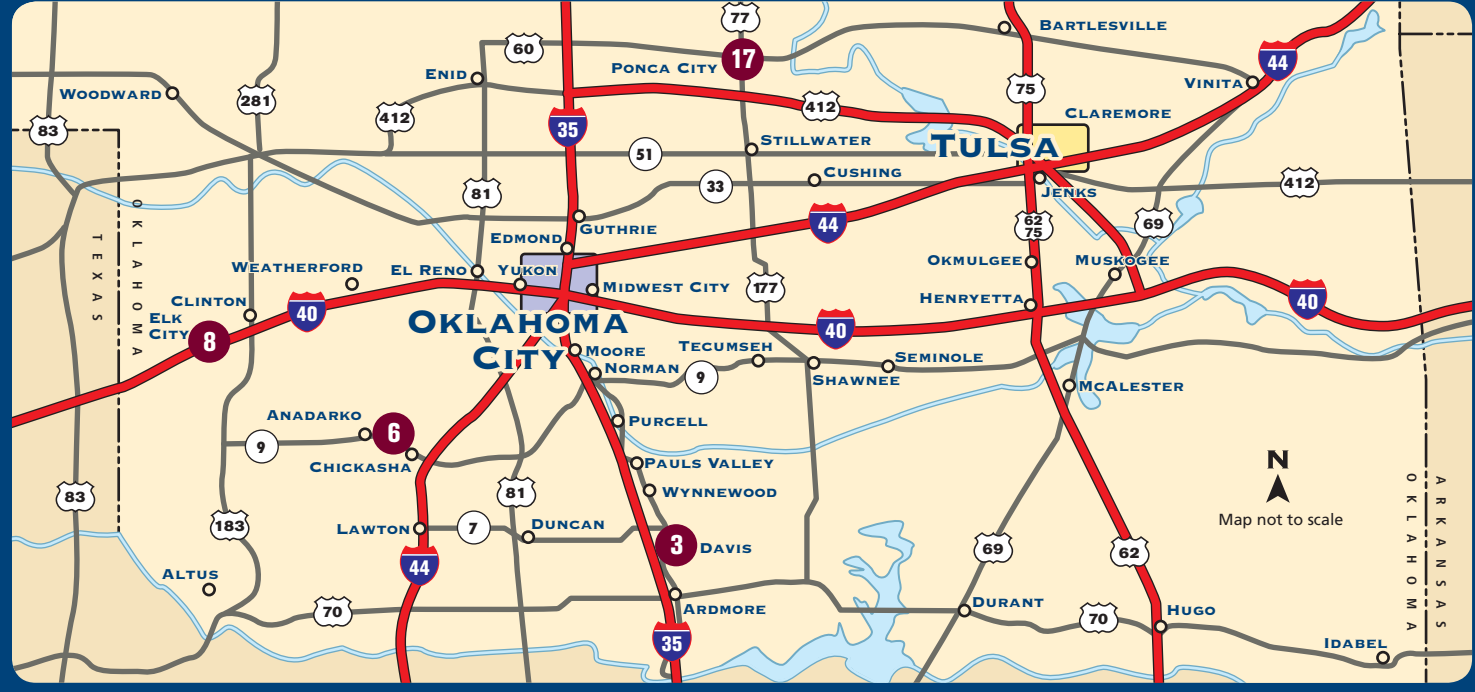 77
BARTLESVILLE
60
PONCA CITY
17
44
ENID
VINITA
WOODWARD
281
75
412
412
CLAREMORE
83
35
STILLWATER
TULSA
51
CUSHING
33
412
81
JENKS
OKLAHOMA
TEXAS
44
62
75
69
GUTHRIE
EDMOND
OKMULGEE
MUSKOGEE
WEATHERFORD
EL RENO
YUKON
MIDWEST CITY
177
CLINTON
HENRYETTA
40
40
40
ELK
CITY
8
OKLAHOMA
CITY
MOORE
TECUMSEH
SEMINOLE
NORMAN
9
SHAWNEE
MCALESTER
ANADARKO
6
PURCELL
9
CHICKASHA
PAULS VALLEY
N
83
81
WYNNEWOOD
Map not to scale
OKLAHOMA
ARKANSAS
183
LAWTON
7
DUNCAN
3
DAVIS
69
62
44
ALTUS
70
ARDMORE
DURANT
70
HUGO
35
IDABEL